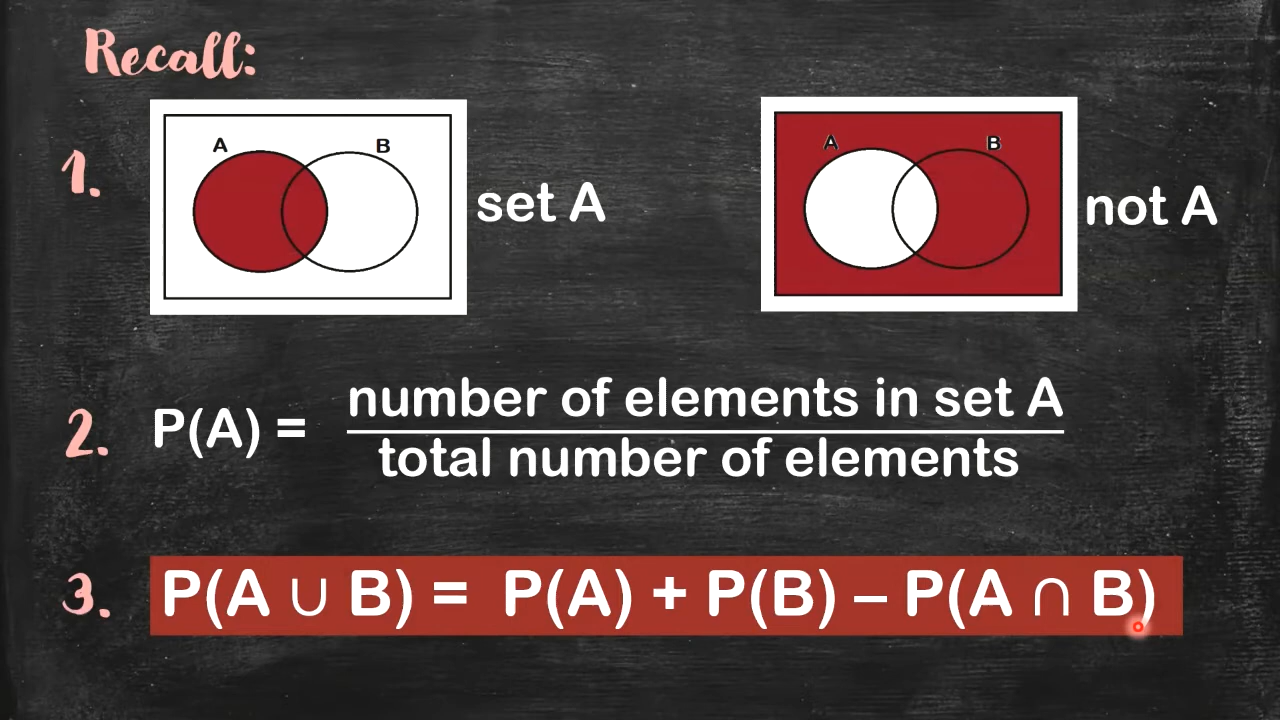 Recall:
1.
A B
set A
A B
not A
2.
P(A) = number of elements in set A
total number of elements
3.
P(A ∪ B) = P(A) + P(B) – P(A ∩ B)